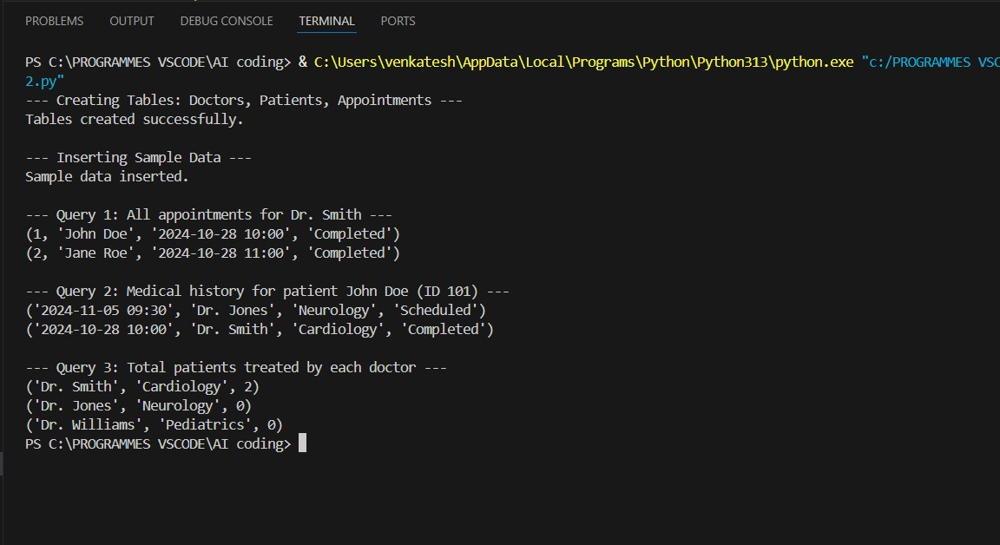 PROBLEMS OUTPUT DEBUG CONSOLE TERMINAL PORTS
PS C:\PROGRAMMES VSCODE\AI coding> & C:\Users\venkatesh\AppData\Local\Programs\Python\Python313\python.exe "c:/PROGRAMMES VSC
2.py"
--- Creating Tables: Doctors, Patients, Appointments ---
Tables created successfully.
--- Inserting Sample Data ---
Sample data inserted.
--- Query 1: All appointments for Dr. Smith ---
(1, 'John Doe', '2024-10-28 10:00', 'Completed')
(2, 'Jane Roe', '2024-10-28 11:00', 'Completed')
--- Query 2: Medical history for patient John Doe (ID 101) ---
('2024-11-05 09:30', 'Dr. Jones', 'Neurology', 'Scheduled')
('2024-10-28 10:00', 'Dr. Smith', 'Cardiology', 'Completed')
--- Query 3: Total patients treated by each doctor ---
('Dr. Smith', 'Cardiology', 2)
('Dr. Jones', 'Neurology', 0)
('Dr. Williams', 'Pediatrics', 0)
PS C:\PROGRAMMES VSCODE\AI coding>